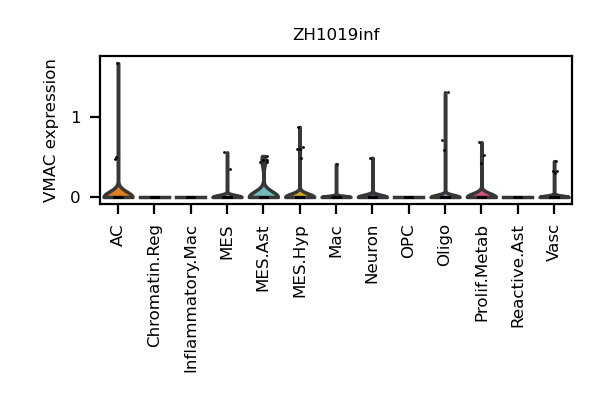 ZH1019inf
VMAC expression
1
0
AC
Chromatin.Reg
Inflammatory.Mac
MES
MES.Ast
MES.Hyp
Mac
Neuron
OPC
Oligo
Prolif.Metab
Reactive.Ast
Vasc